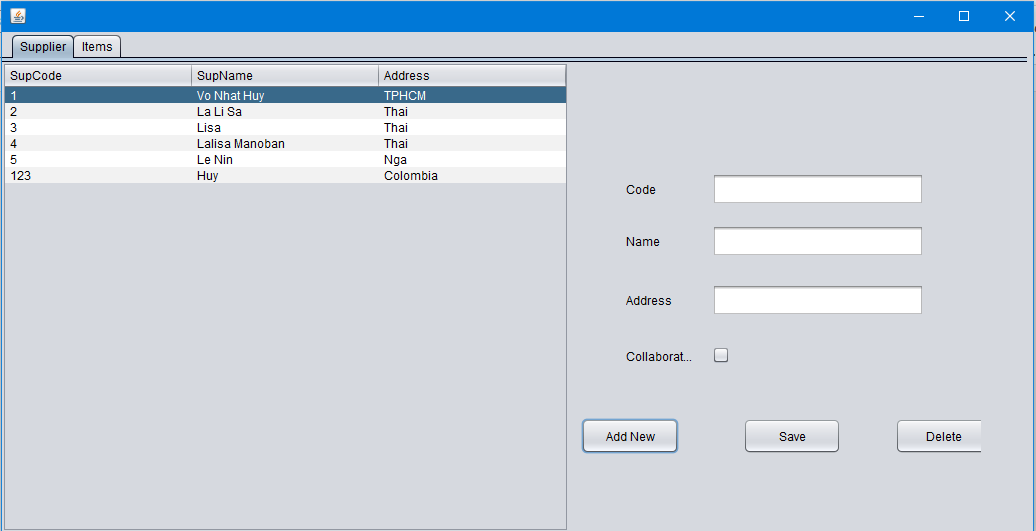 Supplier Items
SupCode SupName Address
1 Vo Nhat Huy TPHCM
2 La Li Sa Thai
3 Lisa Thai
4 Lalisa Manoban Thai
5 Le Nin Nga
123 Huy Colombia
Code
Name
Address
Collaborat...
Add New Save Delete